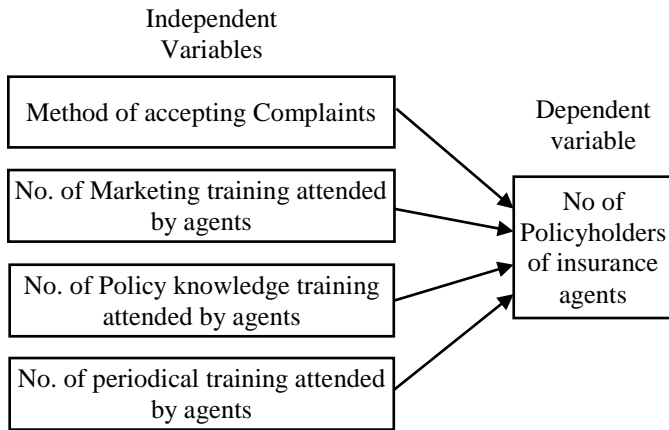 Independent
Variables
Method of accepting Complaints
No. of Marketing training attended
by agents
No. of Policy knowledge training
attended by agents
No. of periodical training attended
by agents
Dependent
variable
No of
Policyholders
of insurance
agents